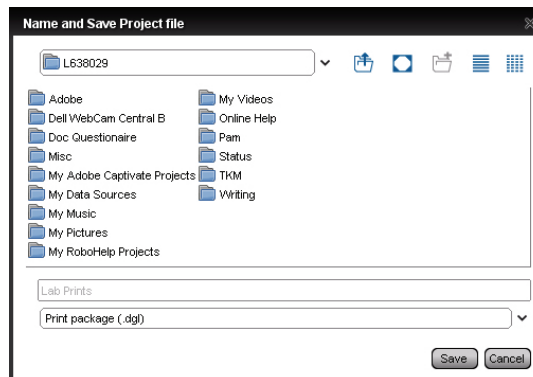 Name and Save Project file
L638029
Adobe
Dell WebCam Central B
Doc Questionaire
Misc
My Adobe Captivate Projects
My Data Sources
My Music
My Pictures
My RoboHelp Projects
My Videos
Online Help
Pam
Status
TKM
Writing
Lab Prints
Print package (.dgl)
Save Cancel